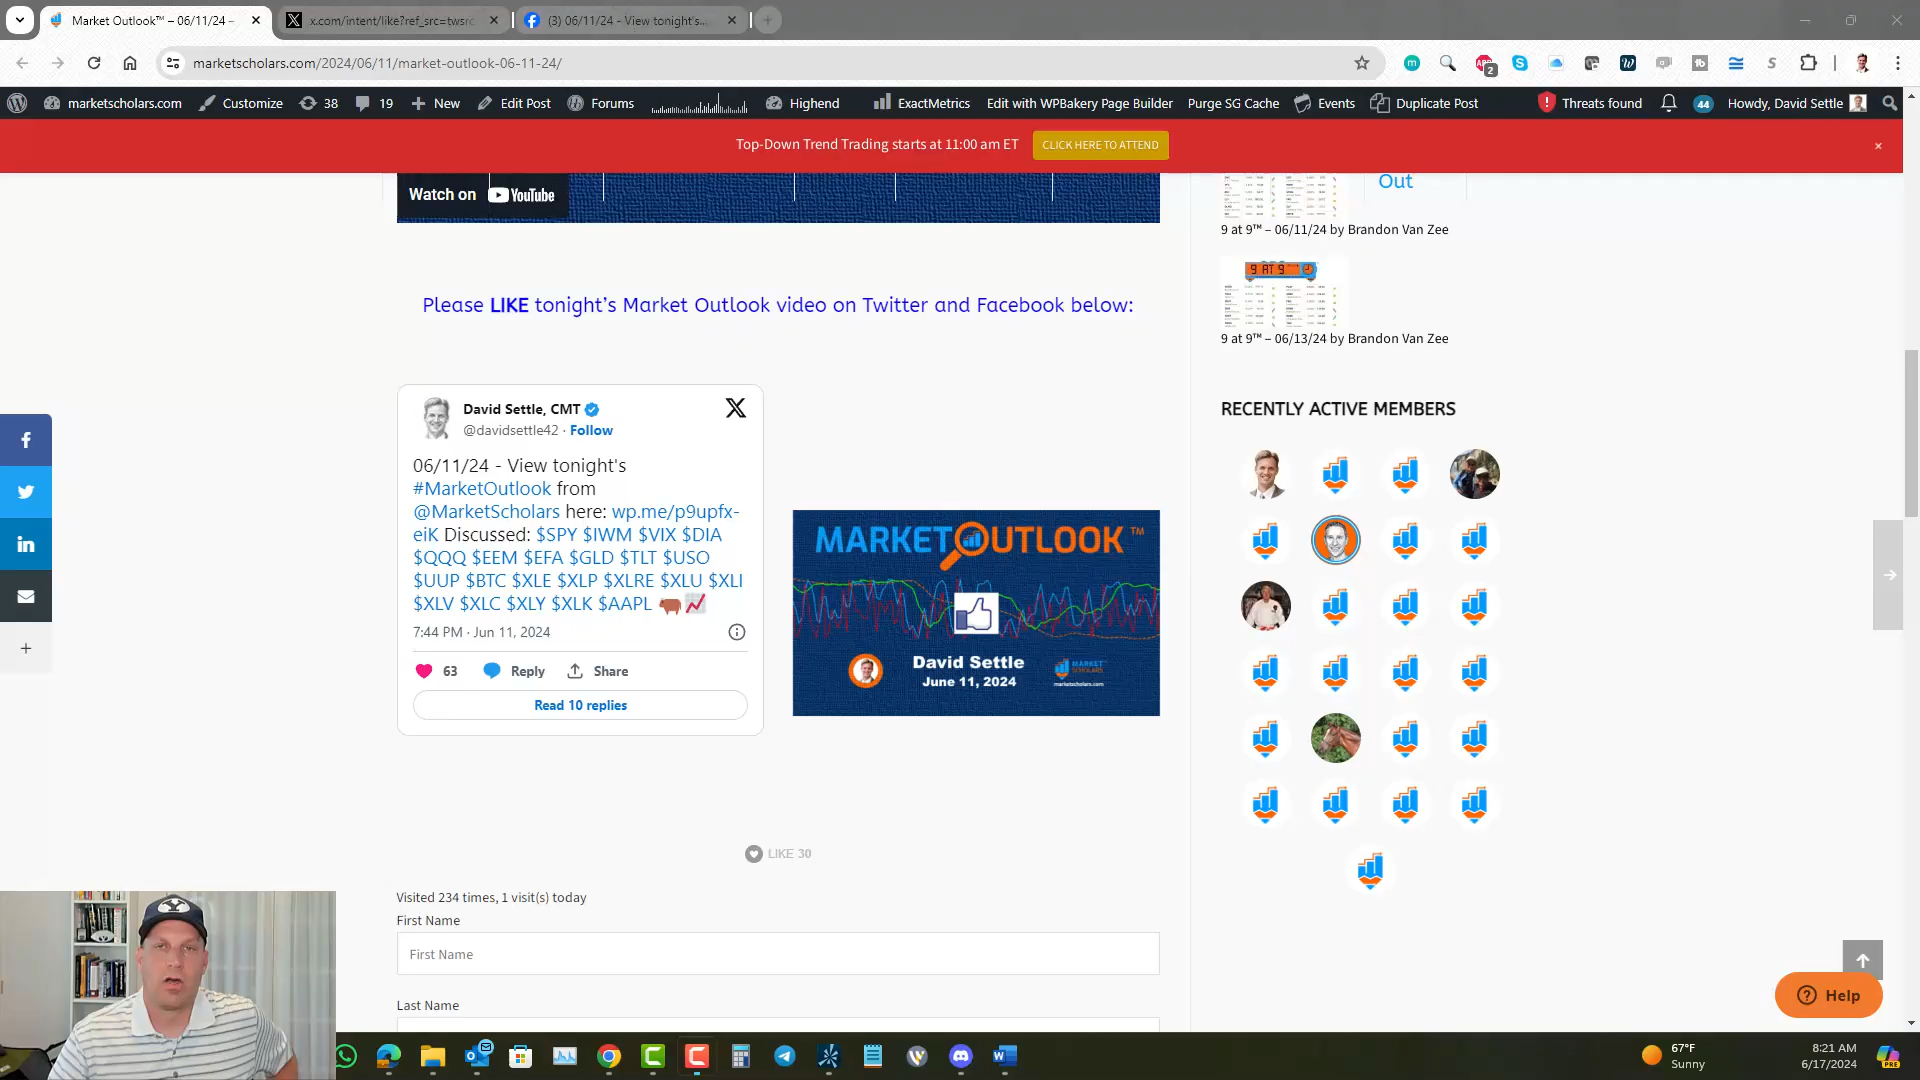 Market Outlook™ – 06/11/24 –
x.com/intent/like?ref_src=twsrc
(3) 06/11/24 - View tonight's...
marketscholars.com/2024/06/11/market-outlook-06-11-24/
2
marketscholars.com
Customize
38
19
New
Edit Post
Forums
Highend
ExactMetrics
Edit with WPBakery Page Builder
Purge SG Cache
Events
Duplicate Post
Threats found
44
Howdy, David Settle
Top-Down Trend Trading starts at 11:00 am ET
CLICK HERE TO ATTEND
×
Watch on YouTube
Out
9 at 9™ – 06/11/24 by Brandon Van Zee
9 AT 9
9 at 9™ – 06/13/24 by Brandon Van Zee
Please LIKE tonight's Market Outlook video on Twitter and Facebook below:
David Settle, CMT
@davidsettle42 · Follow
06/11/24 - View tonight's
#MarketOutlook from
@MarketScholars here: wp.me/p9upfx-
eiK Discussed: $SPY $IWM $VIX $DIA
$QQQ $EEM $EFA $GLD $TLT $USO
$UUP $BTC $XLE $XLP $XLRE $XLU $XLI
$XLV $XLC $XLY $XLK $AAPL
7:44 PM · Jun 11, 2024
63
Reply
Share
Read 10 replies
MARKETOUTLOOK™
David Settle
June 11, 2024
MARKET
SCHOLARS
marketscholars.com
RECENTLY ACTIVE MEMBERS
LIKE 30
Visited 234 times, 1 visit(s) today
First Name
First Name
Last Name
Help
67°F
Sunny
8:21 AM
6/17/2024
PRE